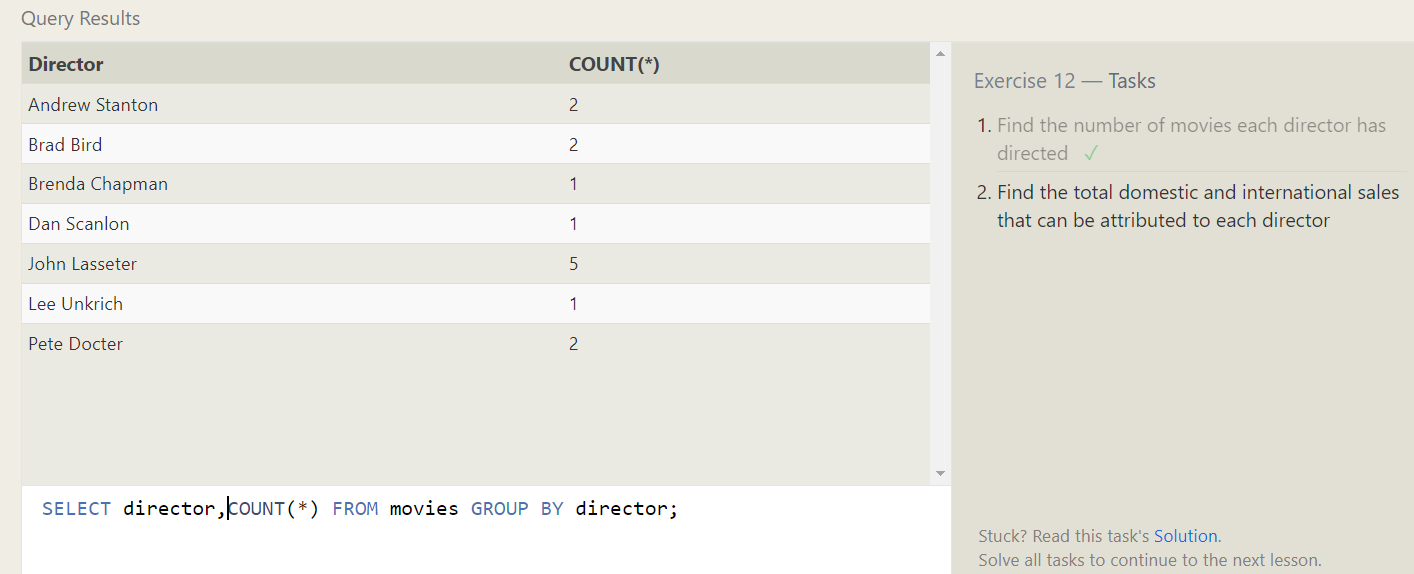 Query Results
Director COUNT(*)
Andrew Stanton 2
Brad Bird 2
Brenda Chapman 1
Dan Scanlon 1
John Lasseter 5
Lee Unkrich 1
Pete Docter 2
SELECT director,COUNT(*) FROM movies GROUP BY director;
Exercise 12 — Tasks
1. Find the number of movies each director has
directed ✓
2. Find the total domestic and international sales
that can be attributed to each director
Stuck? Read this task's Solution.
Solve all tasks to continue to the next lesson.